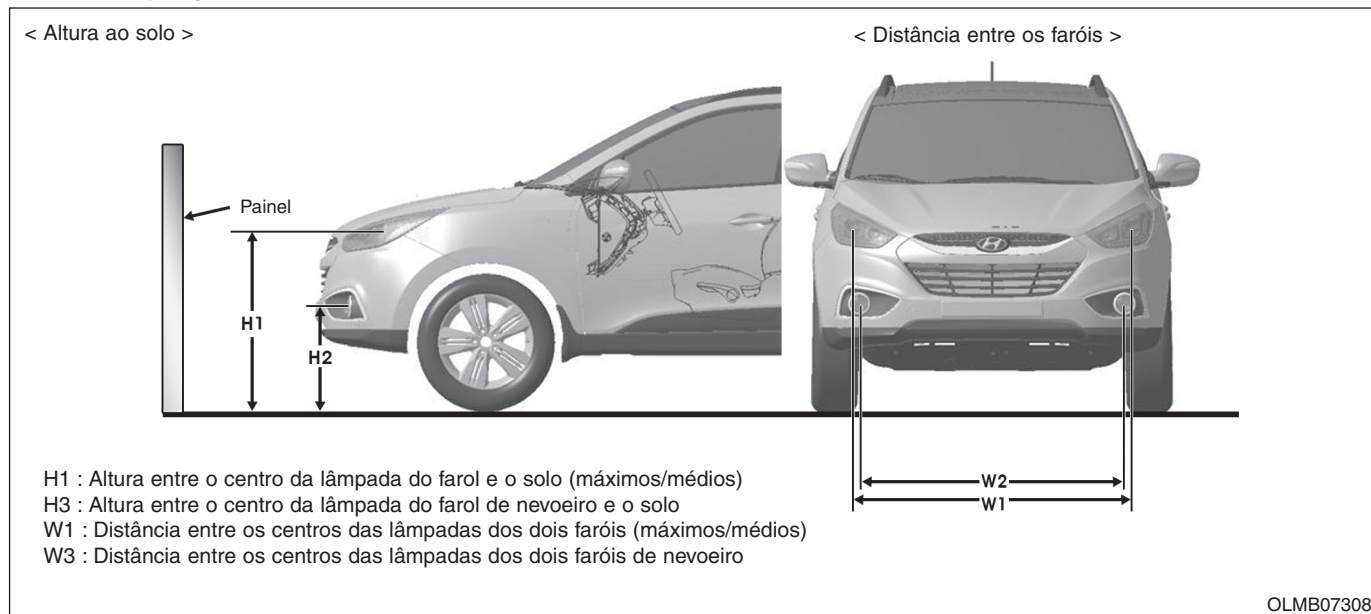 < Altura ao solo >
< Distância entre os faróis >
Painel
H1
H2
W2
W1
H1 : Altura entre o centro da lâmpada do farol e o solo (máximos/médios)
H3 : Altura entre o centro da lâmpada do farol de nevoeiro e o solo
W1 : Distância entre os centros das lâmpadas dos dois faróis (máximos/médios)
W3 : Distância entre os centros das lâmpadas dos dois faróis de nevoeiro
OLMB07308